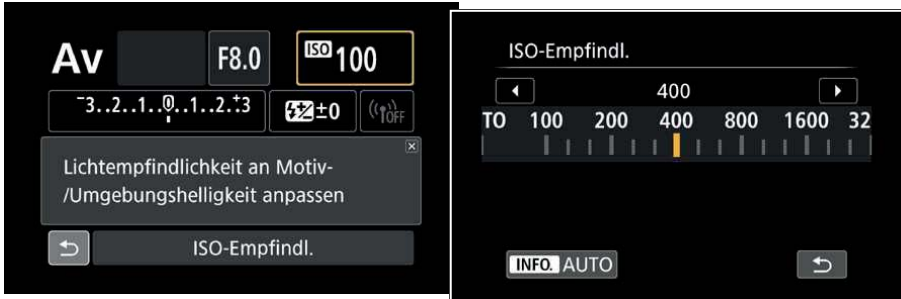 Av F8.0 ISO 100
-3..2..1..0..1..2.+3 ±0 OFF
Lichtempfindlichkeit an Motiv-
/Umgebungshelligkeit anpassen
ISO-Empfindl.
ISO-Empfindl.
400
TO 100 200 400 800 1600 32
INFO. AUTO